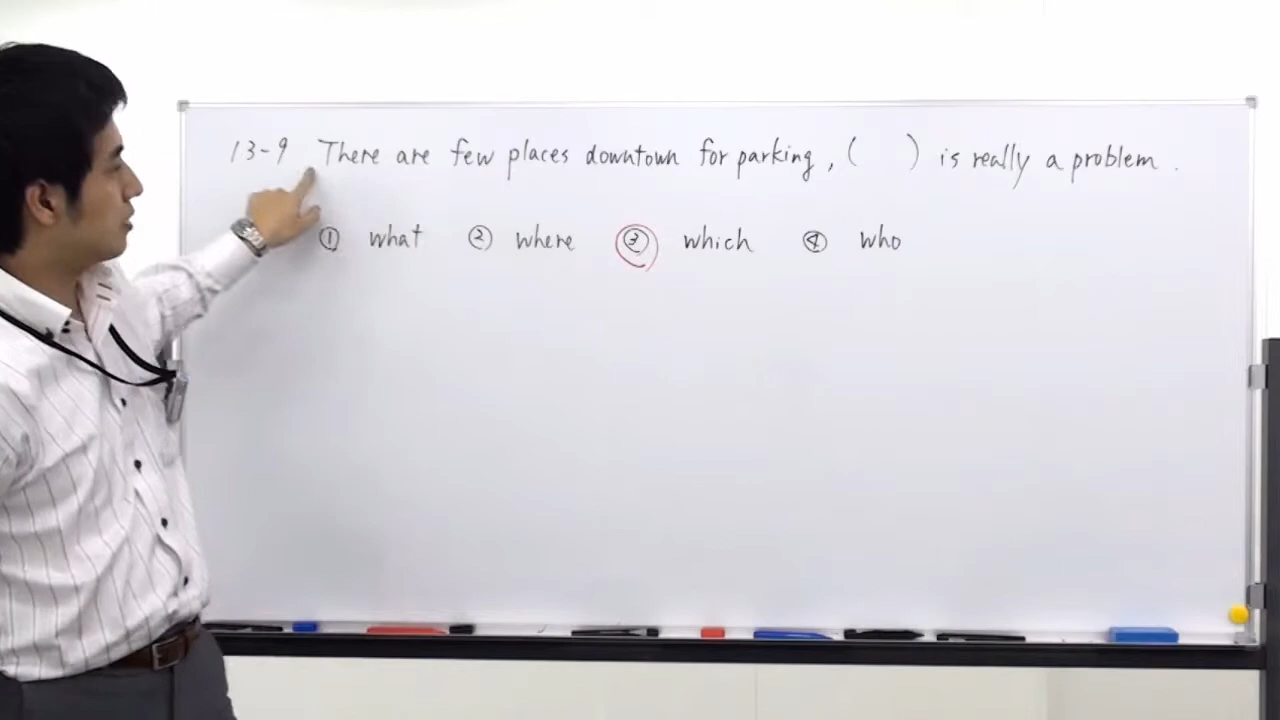 13-9 There are few places downtown for parking, ( ) is really a problem.
① what ② where ③ which ④ who